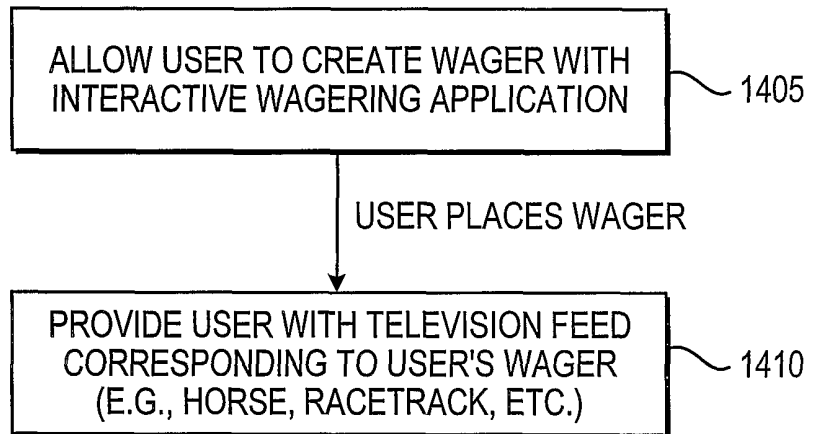 ALLOW USER TO CREATE WAGER WITH
INTERACTIVE WAGERING APPLICATION
1405
USER PLACES WAGER
PROVIDE USER WITH TELEVISION FEED
CORRESPONDING TO USER'S WAGER
(E.G., HORSE, RACETRACK, ETC.)
1410